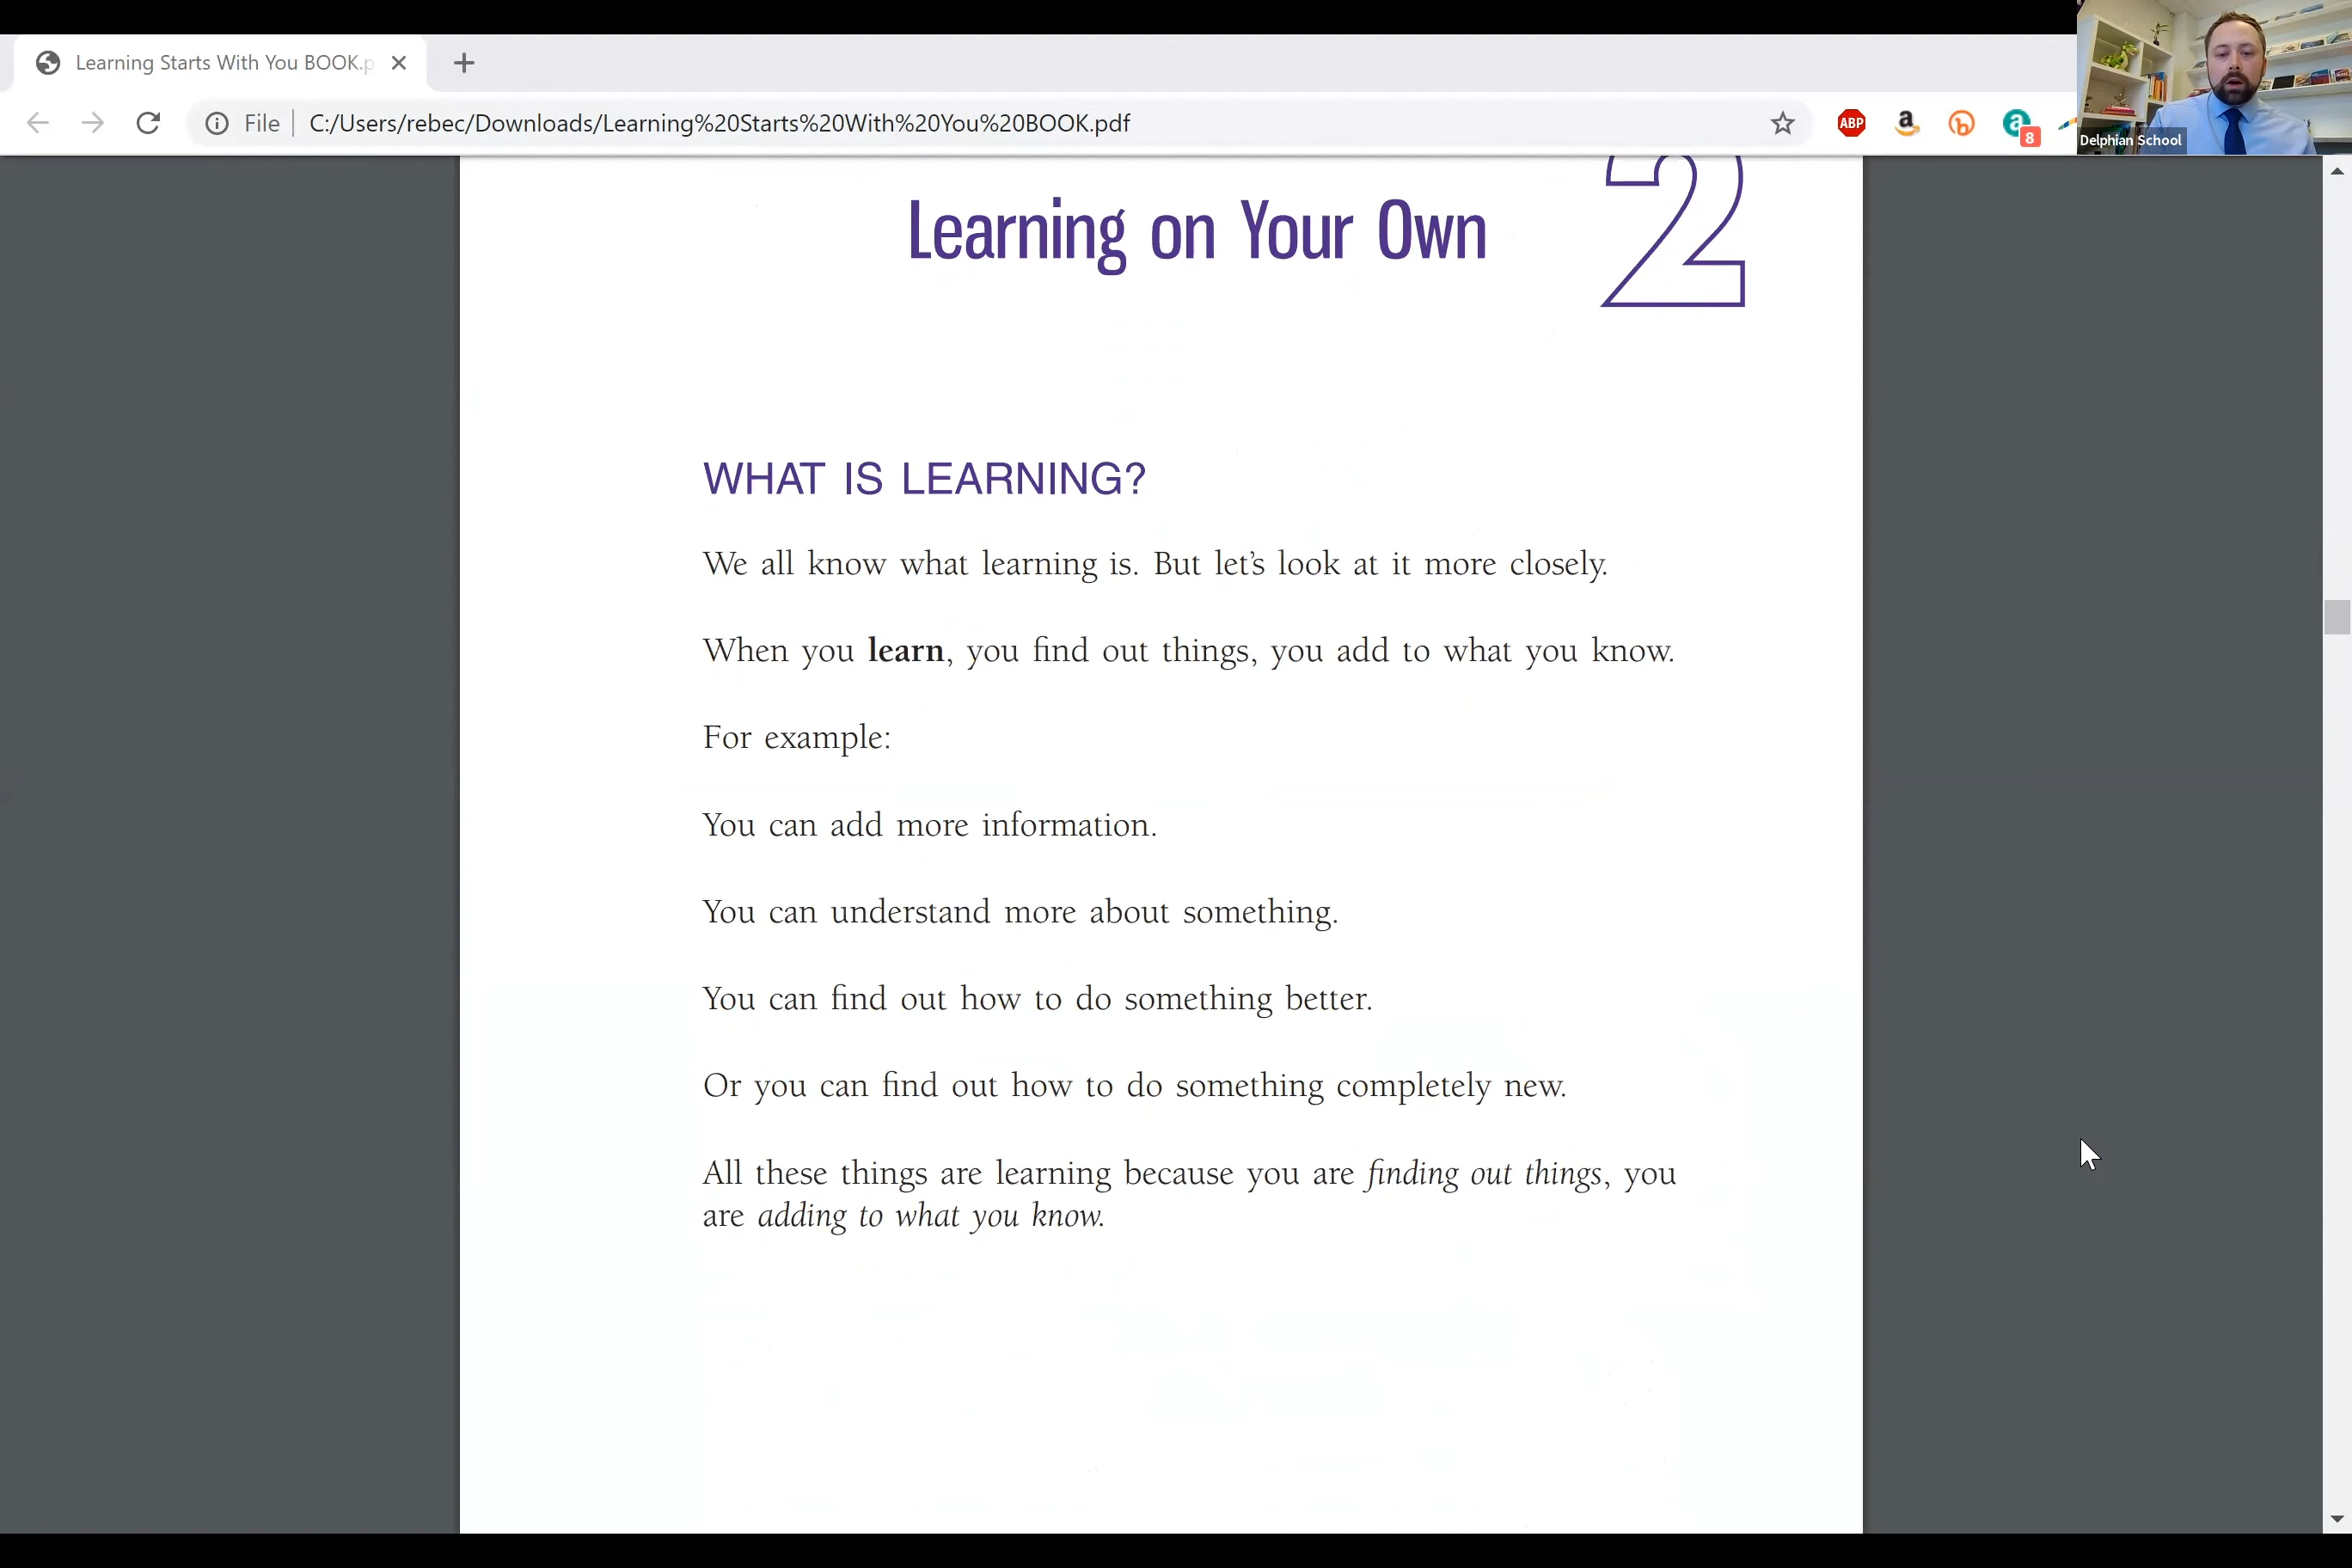 Learning Starts With You BOOK.p
File
C:/Users/rebec/Downloads/Learning%20Starts%20With%20You%20BOOK.pdf
ABP
a
b
a
8
Delphian School
Learning on Your Own
2
WHAT IS LEARNING?
We all know what learning is. But let’s look at it more closely.
When you learn, you find out things, you add to what you know.
For example:
You can add more information.
You can understand more about something.
You can find out how to do something better.
Or you can find out how to do something completely new.
All these things are learning because you are finding out things, you
are adding to what you know.